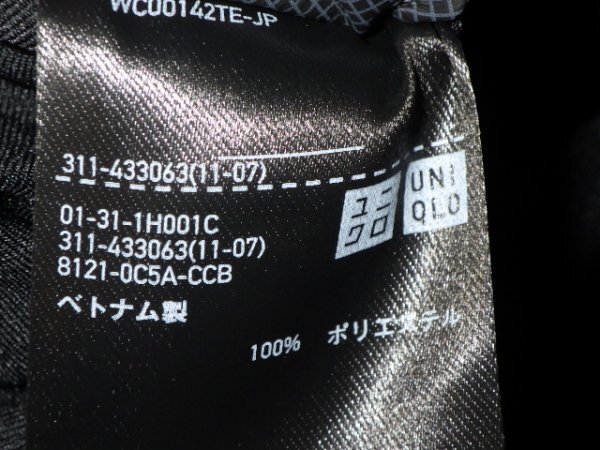 WC00142TE-JP
311-433063(11-07)
ユニ
クロ
UNI
QLO
01-31-1H001C
311-433063(11-07)
8121-0C5A-CCB
ベトナム製
100% ポリエステル